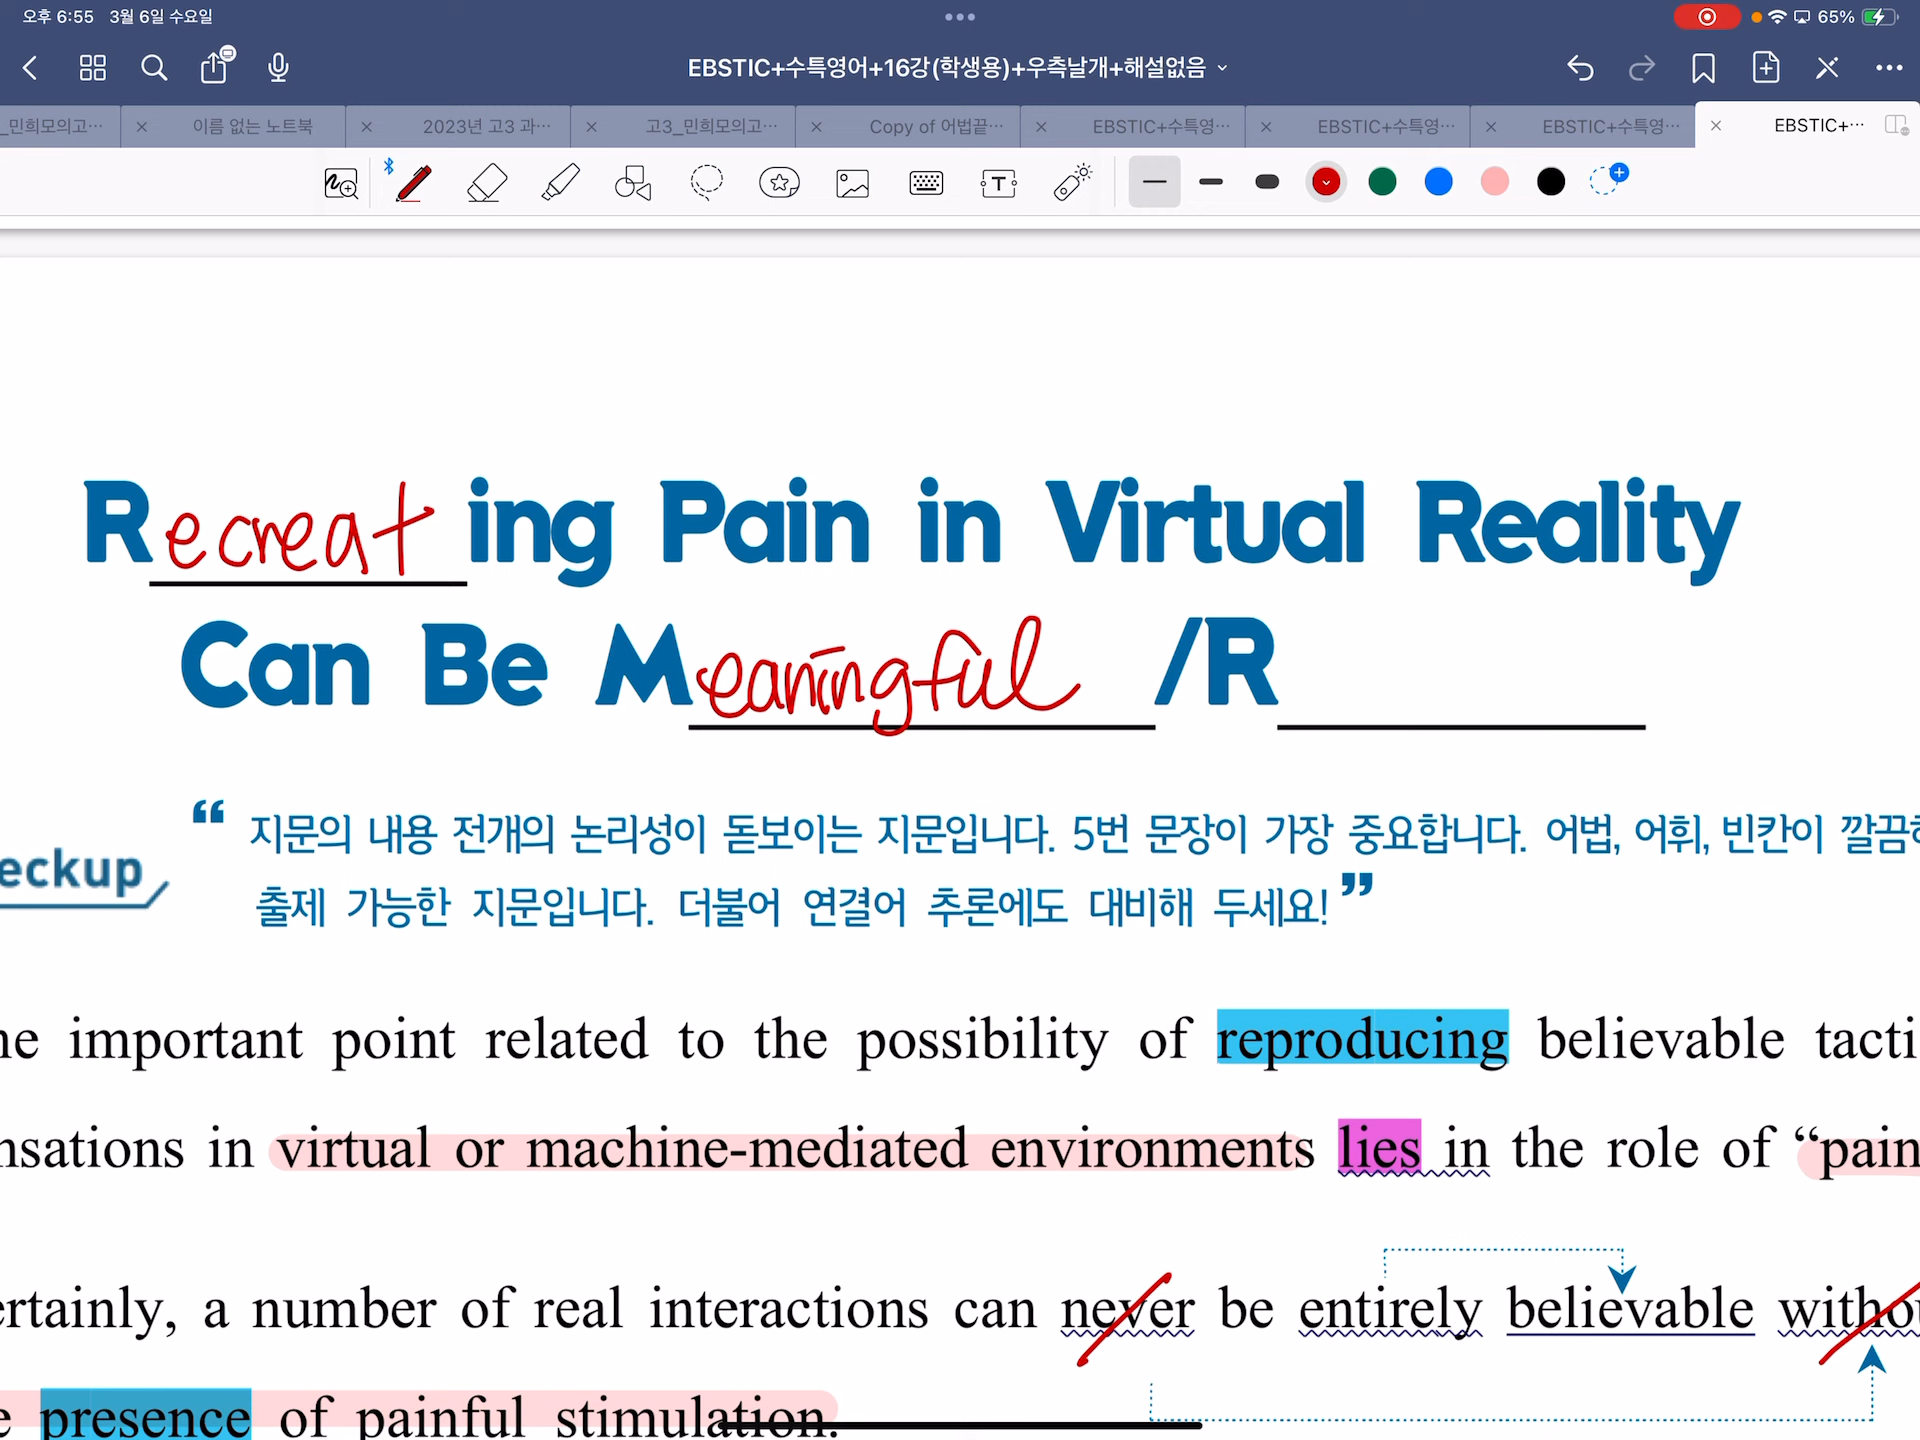 오후 6:55 3월 6일 수요일
65%
EBSTIC+수특영어+16강(학생용)+우측날개+해설없음
_민희모의고…
이름 없는 노트북
2023년 고3 과…
고3_민희모의고…
Copy of 어법끝…
EBSTIC+수특영…
EBSTIC+수특영…
EBSTIC+수특영…
EBSTIC+…
Recreating Pain in Virtual Reality
Can Be Meaningful /R
eckup
“ 지문의 내용 전개의 논리성이 돋보이는 지문입니다. 5번 문장이 가장 중요합니다. 어법, 어휘, 빈칸이 깔끔하
출제 가능한 지문입니다. 더불어 연결어 추론에도 대비해 두세요! ”
ne important point related to the possibility of reproducing believable tacti
nsations in virtual or machine-mediated environments lies in the role of “pain
ertainly, a number of real interactions can never be entirely believable witho
e presence of painful stimulation.